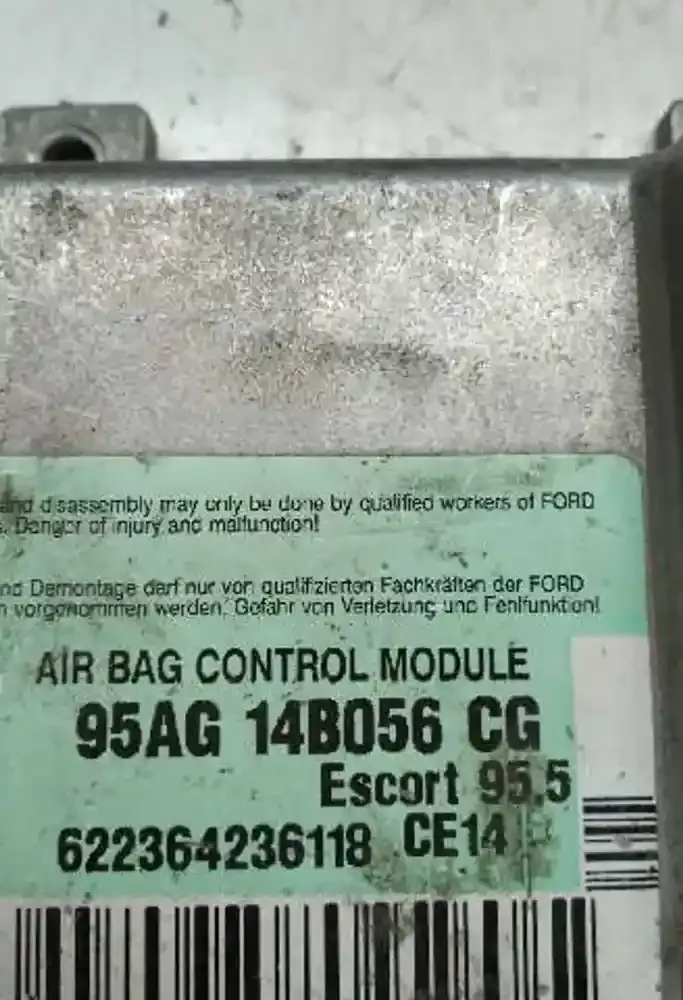 and disassembly may only be done by qualified workers of FORD
s. Danger of injury and malfunction!
nd Demontage darf nur von qualifizierten Fachkräften der FORD
n vorgenommen werden. Gefahr von Verletzung und Fehlfunktion!
AIR BAG CONTROL MODULE
95AG 14B056 CG
Escort 95.5
622364236118 CE14